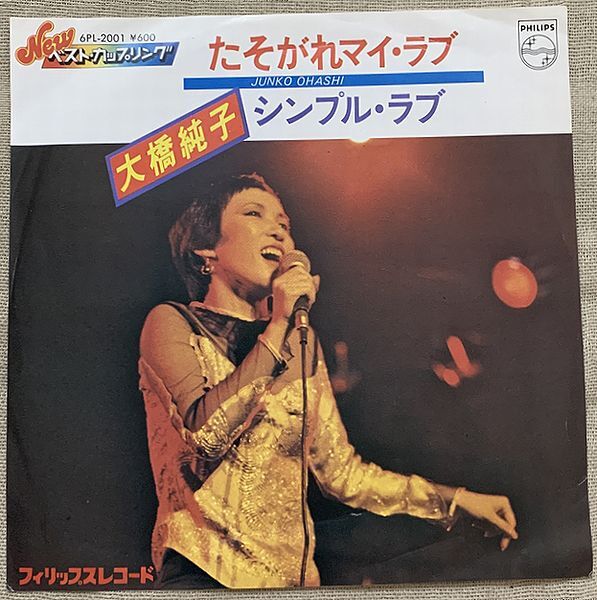 New
6PL-2001 ¥600
ベスト・カップリング
たそがれマイ・ラブ
PHILIPS
JUNKO OHASHI
シンプル・ラブ
大橋純子
フィリップスレコード